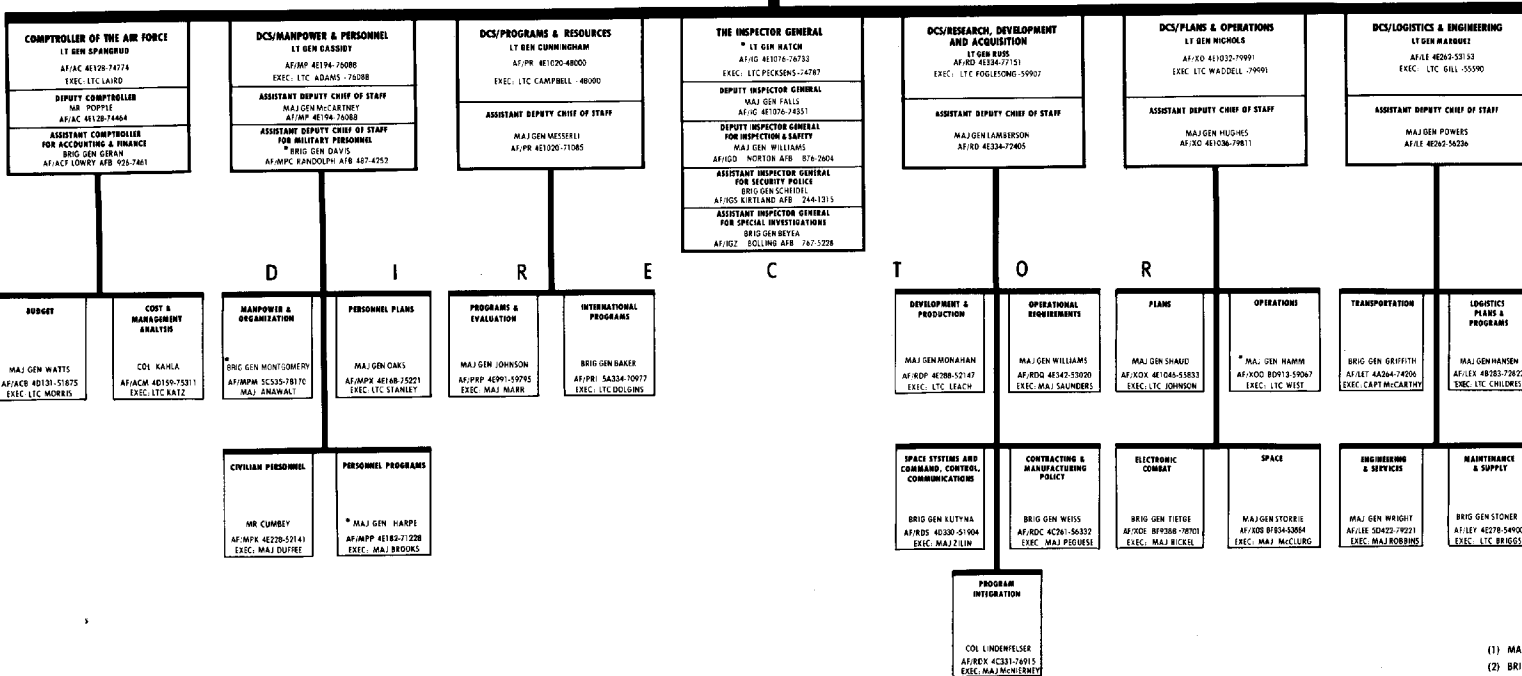 COMPTROLLER OF THE AIR FORCE
LT GEN SPANGRUD
AF/AC 4E128-74774
EXEC: LTC LAIRD
DEPUTY COMPTROLLER
MR POPPLE
AF/AC 4E128-74464
ASSISTANT COMPTROLLER
FOR ACCOUNTING & FINANCE
BRIG GEN GERAN
AF/ACF LOWRY AFB 926-7461
DCS/MANPOWER & PERSONNEL
LT GEN CASSIDY
AF/MP 4E194-76088
EXEC: LTC ADAMS -76088
ASSISTANT DEPUTY CHIEF OF STAFF
MAJ GEN McCARTNEY
AF/MP 4E194-76088
ASSISTANT DEPUTY CHIEF OF STAFF
FOR MILITARY PERSONNEL
* BRIG GEN DAVIS
AF/MPC RANDOLPH AFB 487-4252
DCS/PROGRAMS & RESOURCES
LT GEN CUNNINGHAM
AF/PR 4E1020-48000
EXEC: LTC CAMPBELL -48000
ASSISTANT DEPUTY CHIEF OF STAFF
MAJ GEN MESSERLI
AF/PR 4E1020-71085
THE INSPECTOR GENERAL
* LT GEN HATCH
AF/IG 4E1076-76733
EXEC: LTC PECKSENS-74787
DEPUTY INSPECTOR GENERAL
MAJ GEN FALLS
AF/IG 4E1076-74351
DEPUTY INSPECTOR GENERAL
FOR INSPECTION & SAFETY
MAJ GEN WILLIAMS
AF/IGD NORTON AFB 876-2604
ASSISTANT INSPECTOR GENERAL
FOR SECURITY POLICE
BRIG GEN SCHEIDEL
AF/IGS KIRTLAND AFB 244-1315
ASSISTANT INSPECTOR GENERAL
FOR SPECIAL INVESTIGATIONS
BRIG GEN BEYEA
AF/IGZ BOLLING AFB 767-5228
DCS/RESEARCH, DEVELOPMENT
AND ACQUISITION
LT GEN RUSS
AF/RD 4E334-77151
EXEC: LTC FOGLESONG-59907
ASSISTANT DEPUTY CHIEF OF STAFF
MAJ GEN LAMBERSON
AF/RD 4E334-72405
DCS/PLANS & OPERATIONS
LT GEN NICHOLS
AF/XO 4E1032-79991
EXEC LTC WADDELL -79991
ASSISTANT DEPUTY CHIEF OF STAFF
MAJ GEN HUGHES
AF/XO 4E1036-79811
DCS/LOGISTICS & ENGINEERING
LT GEN MARQUEZ
AF/LE 4E262-53153
EXEC: LTC GILL -55590
ASSISTANT DEPUTY CHIEF OF STAFF
MAJ GEN POWERS
AF/LE 4E262-56236
D I R E C T O R
BUDGET
MAJ GEN WATTS
AF/ACB 4D131-51875
EXEC: LTC MORRIS
COST &
MANAGEMENT
ANALYSIS
COL KAHLA
AF/ACM 4D159-75311
EXEC: LTC KATZ
MANPOWER &
ORGANIZATION
* BRIG GEN MONTGOMERY
AF/MPM 5C535-78170
MAJ ANAWALT
PERSONNEL PLANS
MAJ GEN OAKS
AF/MPX 4E168-75221
EXEC: LTC STANLEY
PROGRAMS &
EVALUATION
MAJ GEN JOHNSON
AF/PRP 4E991-59795
EXEC: MAJ MARR
INTERNATIONAL
PROGRAMS
BRIG GEN BAKER
AF/PRI 5A334-70977
EXEC: LTC DOLGINS
DEVELOPMENT &
PRODUCTION
MAJ GEN MONAHAN
AF/RDP 4E288-52147
EXEC: LTC LEACH
OPERATIONAL
REQUIREMENTS
MAJ GEN WILLIAMS
AF/RDQ 4E342-53020
EXEC: MAJ SAUNDERS
PLANS
MAJ GEN SHAUD
AF/XOX 4E1046-55833
EXEC: LTC JOHNSON
OPERATIONS
* MAJ GEN HAMM
AF/XOO BD913-59067
EXEC: LTC WEST
TRANSPORTATION
BRIG GEN GRIFFITH
AF/LET 4A264-74206
EXEC: CAPT McCARTHY
LOGISTICS
PLANS &
PROGRAMS
MAJ GEN HANSEN
AF/LEX 4B283-72822
EXEC: LTC CHILDRES
CIVILIAN PERSONNEL
MR CUMBEY
AF/MPK 4E228-52141
EXEC: MAJ DUFFEE
PERSONNEL PROGRAMS
* MAJ GEN HARPE
AF/MPP 4E182-71228
EXEC: MAJ BROOKS
SPACE SYSTEMS AND
COMMAND, CONTROL,
COMMUNICATIONS
BRIG GEN KUTYNA
AF/RDS 4D330-51904
EXEC: MAJ ZILIN
CONTRACTING &
MANUFACTURING
POLICY
BRIG GEN WEISS
AF/RDC 4C261-56332
EXEC MAJ PEGUESE
ELECTRONIC
COMBAT
BRIG GEN TIETGE
AF/XOE BF938B -78701
EXEC: MAJ BICKEL
SPACE
MAJ GEN STORRIE
AF/XOS
EXEC: MAJ McCLURG
ENGINEERING
& SERVICES
MAJ GEN WRIGHT
AF/LEE 5D422-79221
EXEC: MAJ ROBBINS
MAINTENANCE
& SUPPLY
BRIG GEN STONER
AF/LEY 4E278-54900
EXEC: LTC BRIGGS
PROGRAM
INTEGRATION
COL LINDENFELSER
AF/RDX 4C331-76915
EXEC: MAJ McNIERNEY
(1) MA
(2) BRI